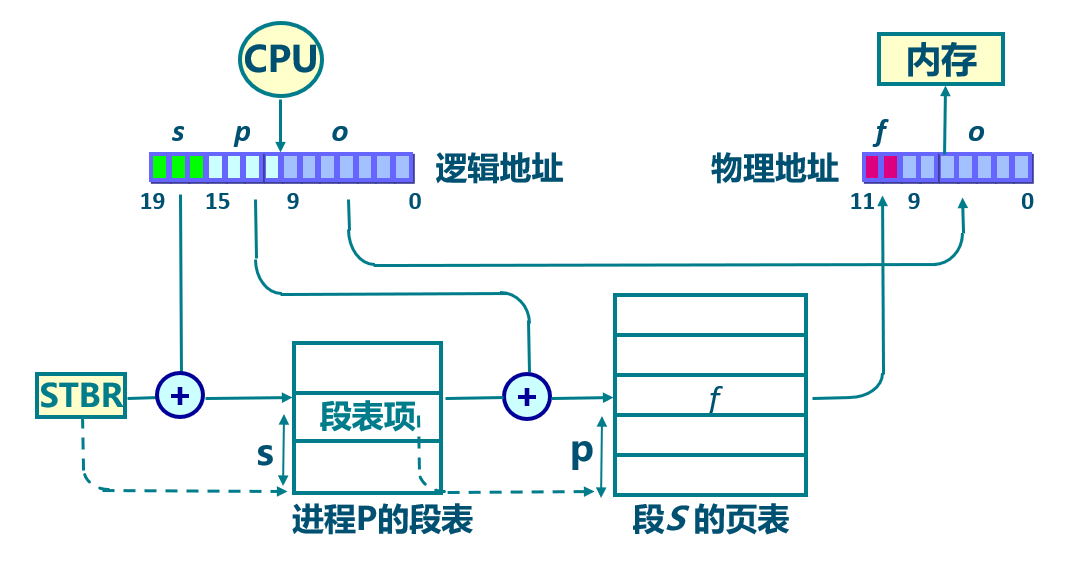 CPU
内存
s p o
f o
逻辑地址
物理地址
19 15 9 0
11 9 0
STBR
+
+
段表项
f
s
p
进程P的段表
段S的页表